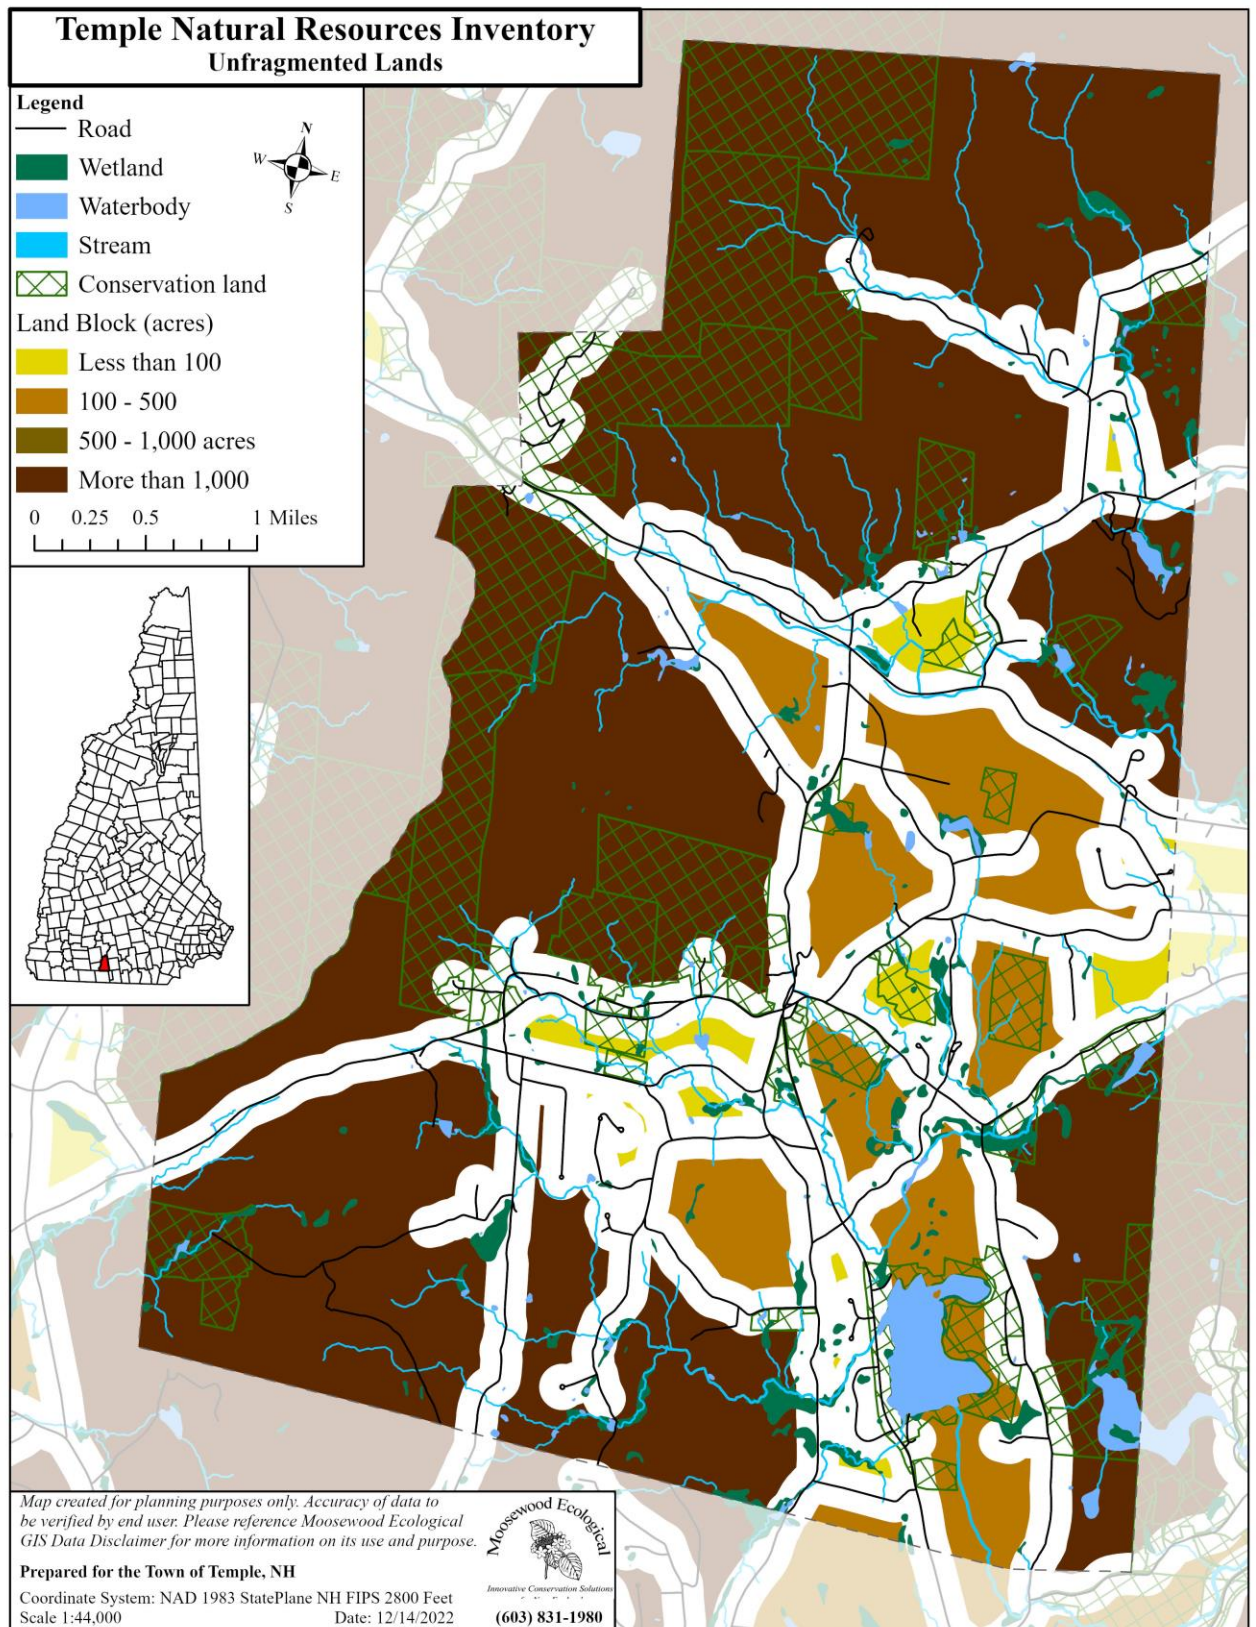 Temple Natural Resources Inventory
Unfragmented Lands
Legend
Road
Wetland
Waterbody
Stream
Conservation land
Land Block (acres)
Less than 100
100 - 500
500 - 1,000 acres
More than 1,000
N
W
E
S
0 0.25 0.5 1 Miles
Map created for planning purposes only. Accuracy of data to
be verified by end user. Please reference Moosewood Ecological
GIS Data Disclaimer for more information on its use and purpose.
Prepared for the Town of Temple, NH
Coordinate System: NAD 1983 StatePlane NH FIPS 2800 Feet
Scale 1:44,000 Date: 12/14/2022
Moosewood Ecological
Innovative Conservation Solutions
(603) 831-1980